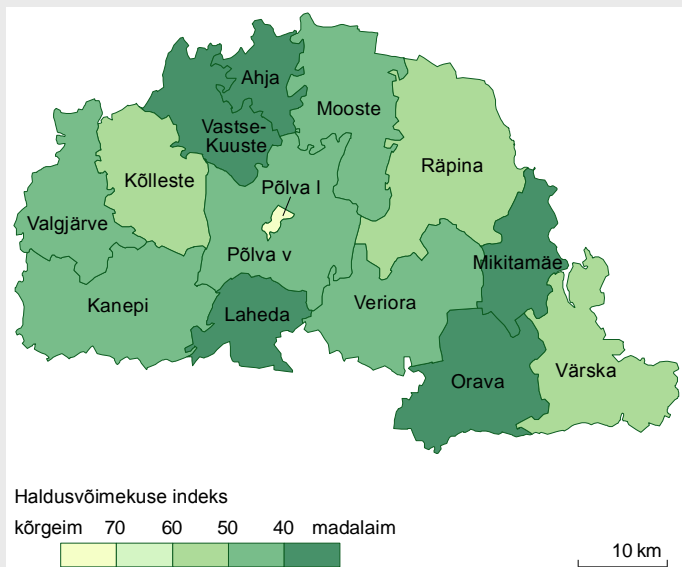 Ahja
Mooste
Vastse-
Kuuste
Räpina
Kõlleste
Põlva l
Valgjärve
Põlva v
Mikitamäe
Kanepi
Laheda
Veriora
Orava
Värska
Haldusvõimekuse indeks
kõrgeim 70 60 50 40 madalaim
10 km